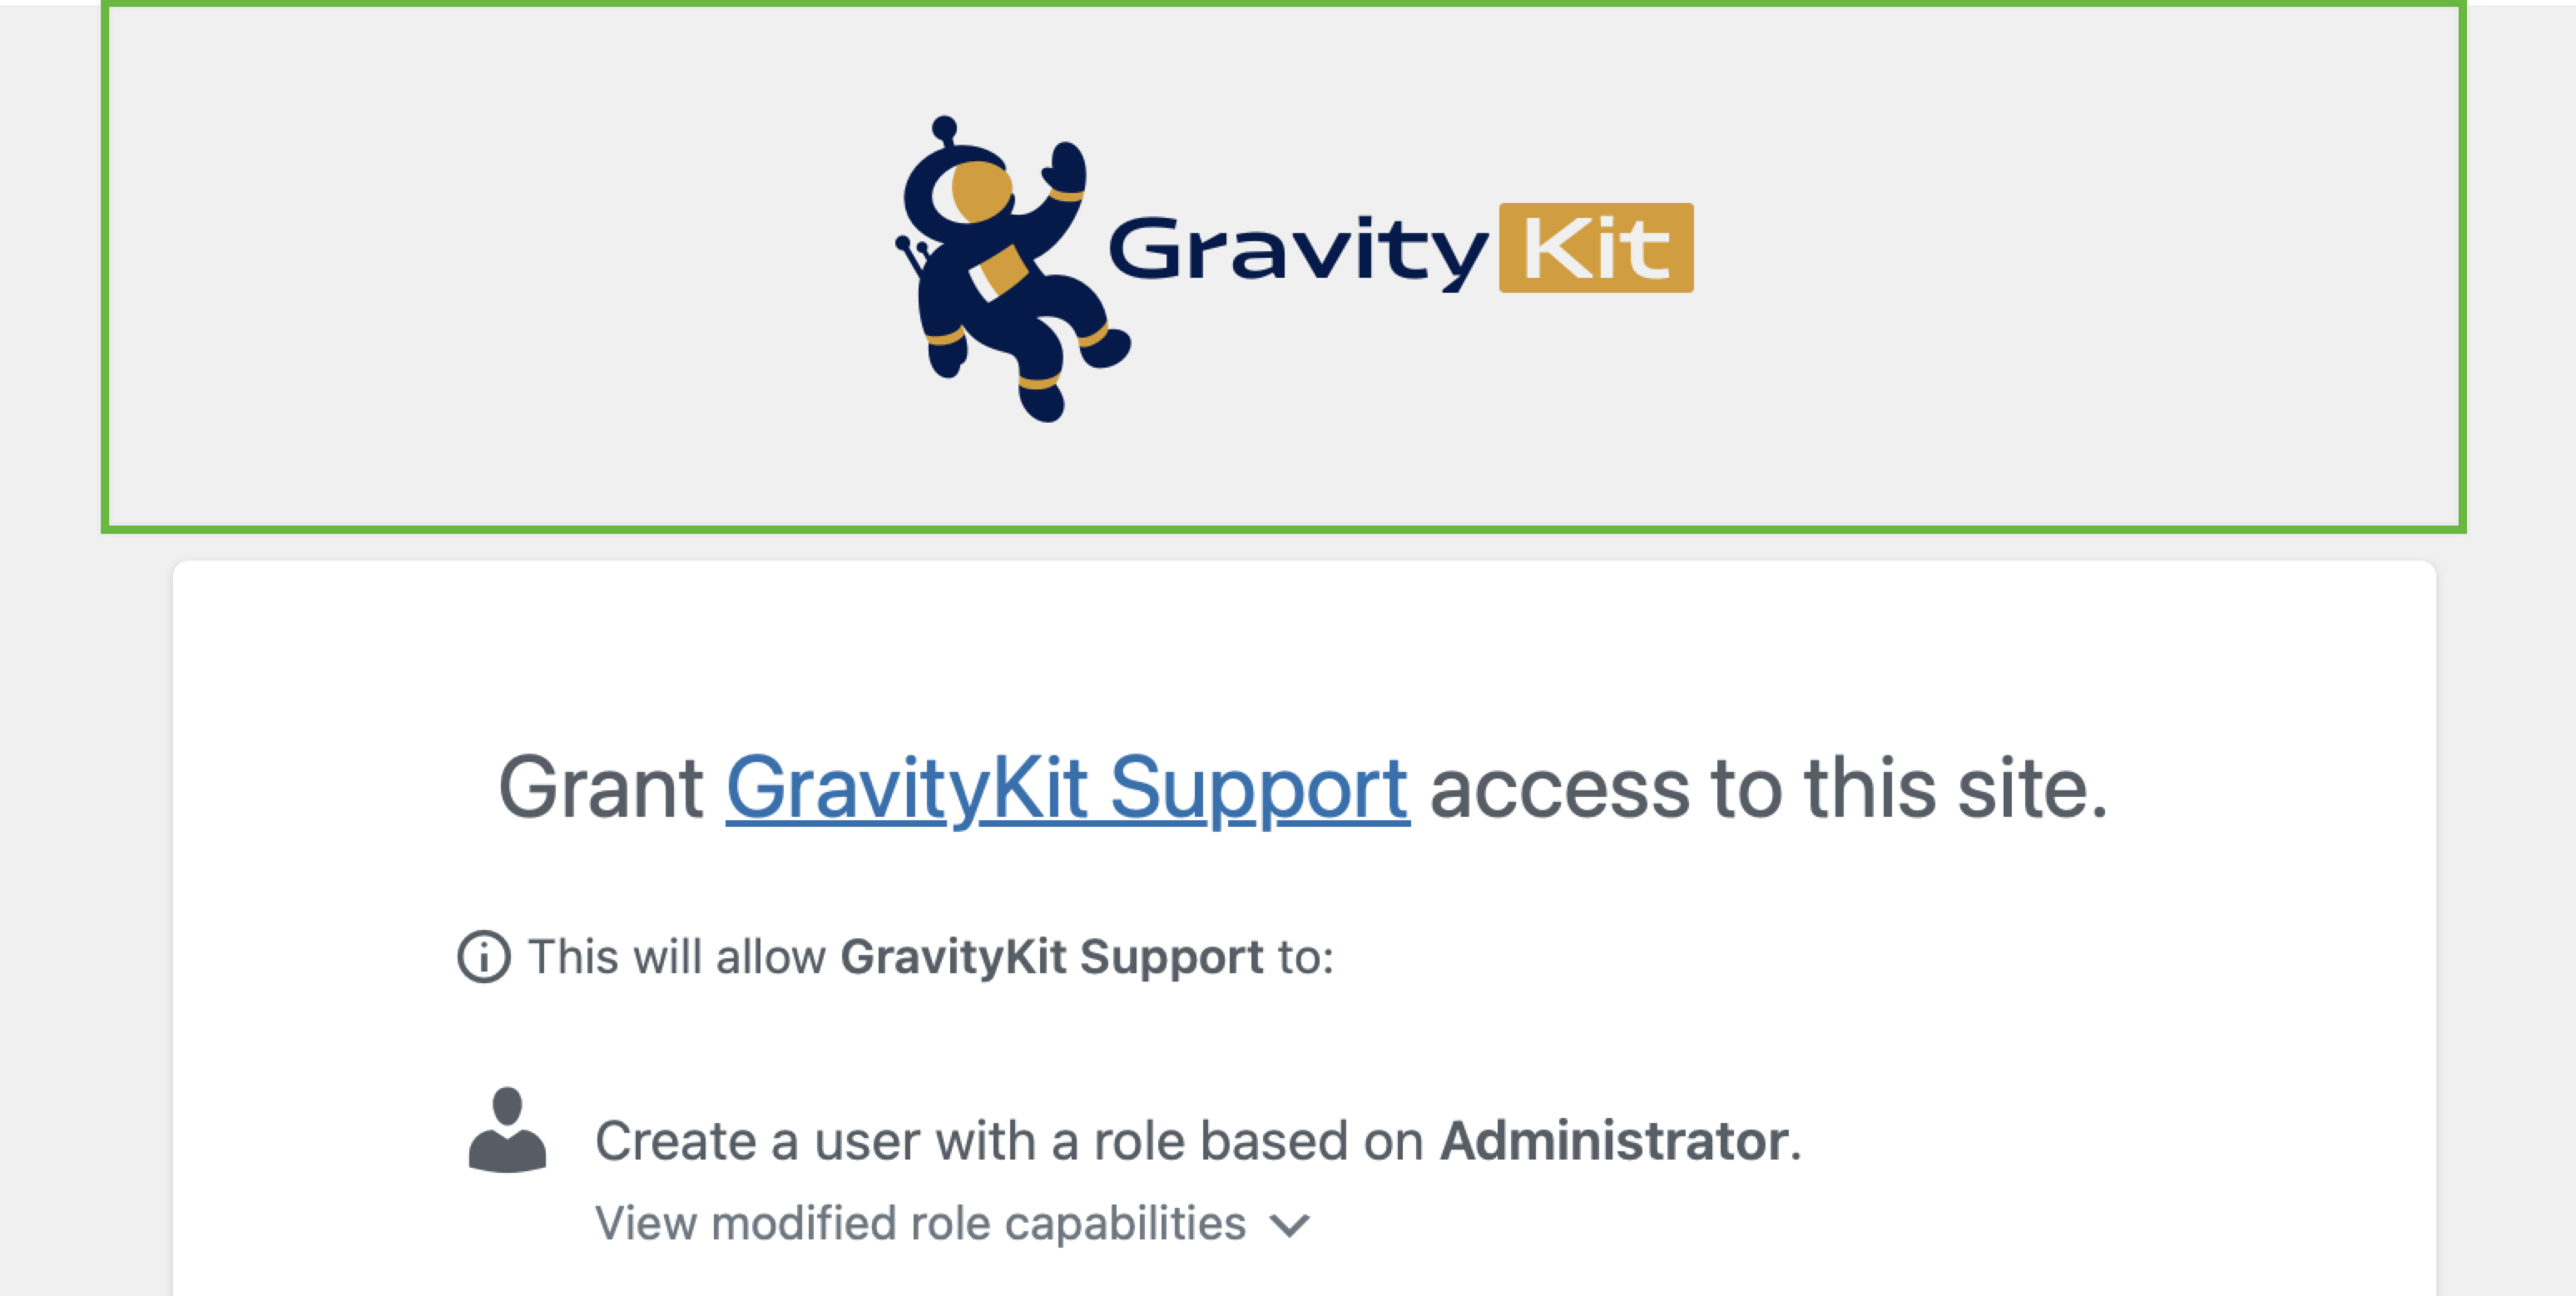 Gravity Kit
Grant GravityKit Support access to this site.
This will allow GravityKit Support to:
Create a user with a role based on Administrator.
View modified role capabilities